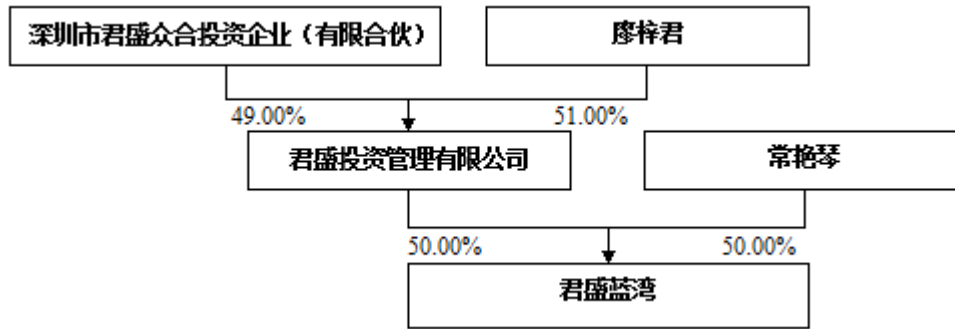 深圳市君盛众合投资企业（有限合伙）
廖梓君
49.00%
51.00%
君盛投资管理有限公司
常艳琴
50.00%
50.00%
君盛蓝湾